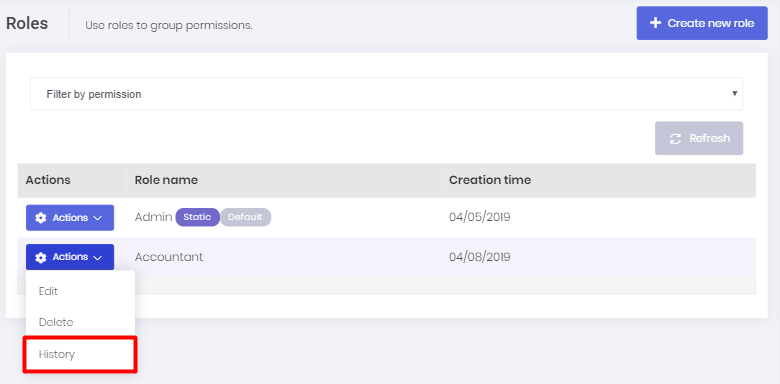 Roles
Use roles to group permissions.
Create new role
Filter by permission
Refresh
Actions Role name Creation time
Actions Admin Static Default 04/05/2019
Actions Accountant 04/08/2019
Edit
Delete
History